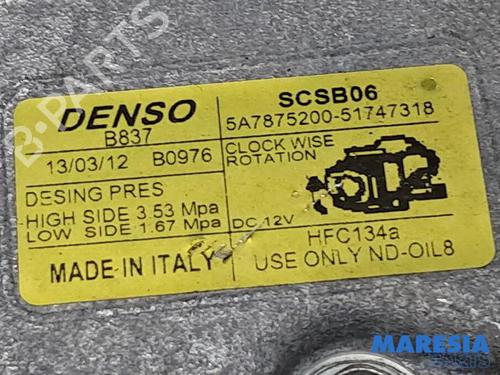 DENSO
B837
13/03/12 B0976
DESING PRES
HIGH SIDE 3.53 Mpa
LOW SIDE 1.67 Mpa
MADE IN ITALY
SCSB06
5A7875200-51747318
CLOCK WISE
ROTATION
DC 12V
HFC134a
USE ONLY ND-OIL8
B-PARTS
MARESIA